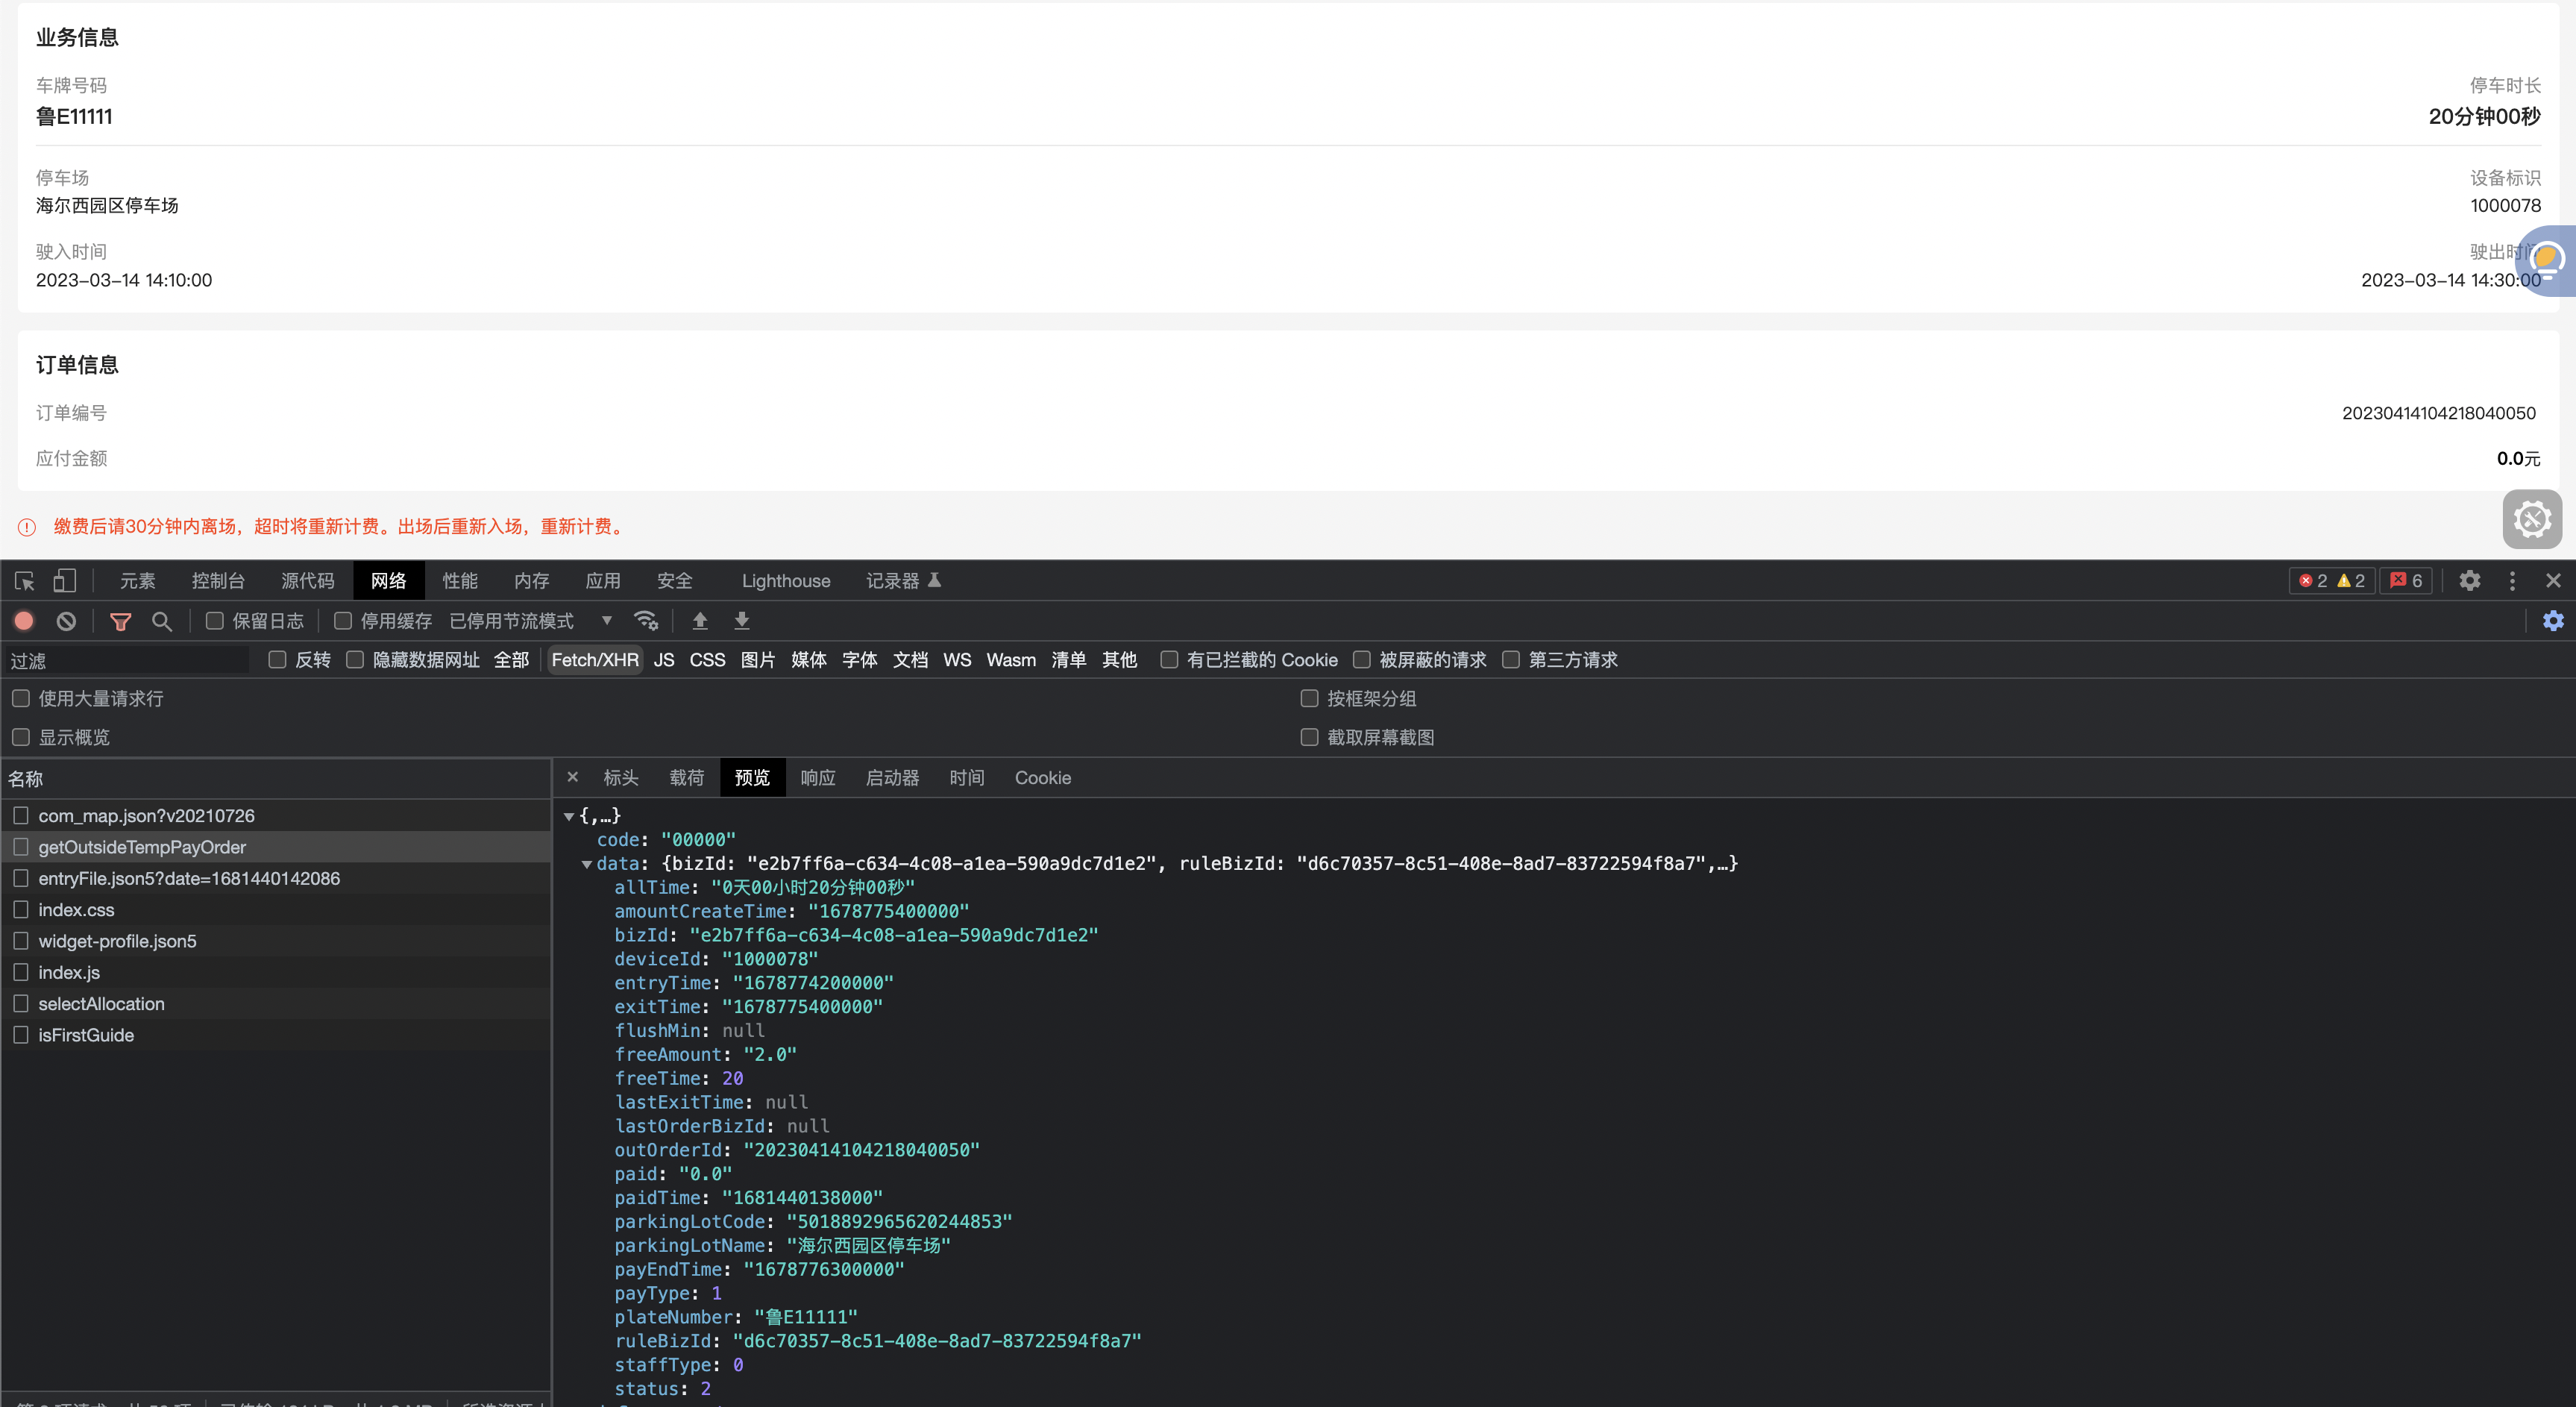 业务信息
车牌号码 停车时长
鲁E11111 20分钟00秒
停车场 设备标识
海尔西园区停车场 1000078
驶入时间 驶出时间
2023-03-14 14:10:00 2023-03-14 14:30:00
订单信息
订单编号 20230414104218040050
应付金额 0.0元
缴费后请30分钟内离场，超时将重新计费。出场后重新入场，重新计费。
元素 控制台 源代码 网络 性能 内存 应用 安全 Lighthouse 记录器 2 2 6
保留日志 停用缓存 已停用节流模式
过滤 反转 隐藏数据网址 全部 Fetch/XHR JS CSS 图片 媒体 字体 文档 WS Wasm 清单 其他 有已拦截的 Cookie 被屏蔽的请求 第三方请求
使用大量请求行 按框架分组
显示概览 截取屏幕截图
名称
com_map.json?v20210726
getOutsideTempPayOrder
entryFile.json5?date=1681440142086
index.css
widget-profile.json5
index.js
selectAllocation
isFirstGuide
× 标头 载荷 预览 响应 启动器 时间 Cookie
{,…}
code: "00000"
data: {bizId: "e2b7ff6a-c634-4c08-a1ea-590a9dc7d1e2", ruleBizId: "d6c70357-8c51-408e-8ad7-83722594f8a7",…}
allTime: "0天00小时20分钟00秒"
amountCreateTime: "1678775400000"
bizId: "e2b7ff6a-c634-4c08-a1ea-590a9dc7d1e2"
deviceId: "1000078"
entryTime: "1678774200000"
exitTime: "1678775400000"
flushMin: null
freeAmount: "2.0"
freeTime: 20
lastExitTime: null
lastOrderBizId: null
outOrderId: "20230414104218040050"
paid: "0.0"
paidTime: "1681440138000"
parkingLotCode: "5018892965620244853"
parkingLotName: "海尔西园区停车场"
payEndTime: "1678776300000"
payType: 1
plateNumber: "鲁E11111"
ruleBizId: "d6c70357-8c51-408e-8ad7-83722594f8a7"
staffType: 0
status: 2